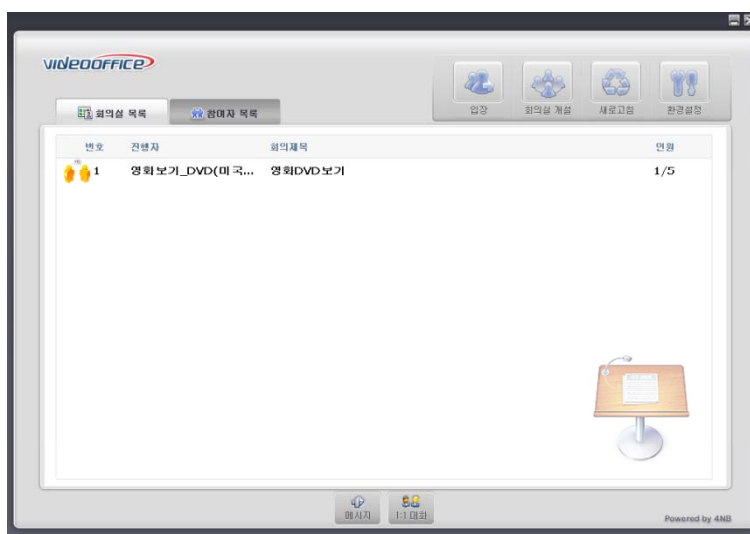 VIDEOOFFICE
입장 회의실 개설 새로고침 환경설정
회의실 목록 참여자 목록
번호 진행자 회의제목 인원
1 영화보기_DVD(미국... 영화DVD보기 1/5
메시지 1:1 대화
Powered by 4NB